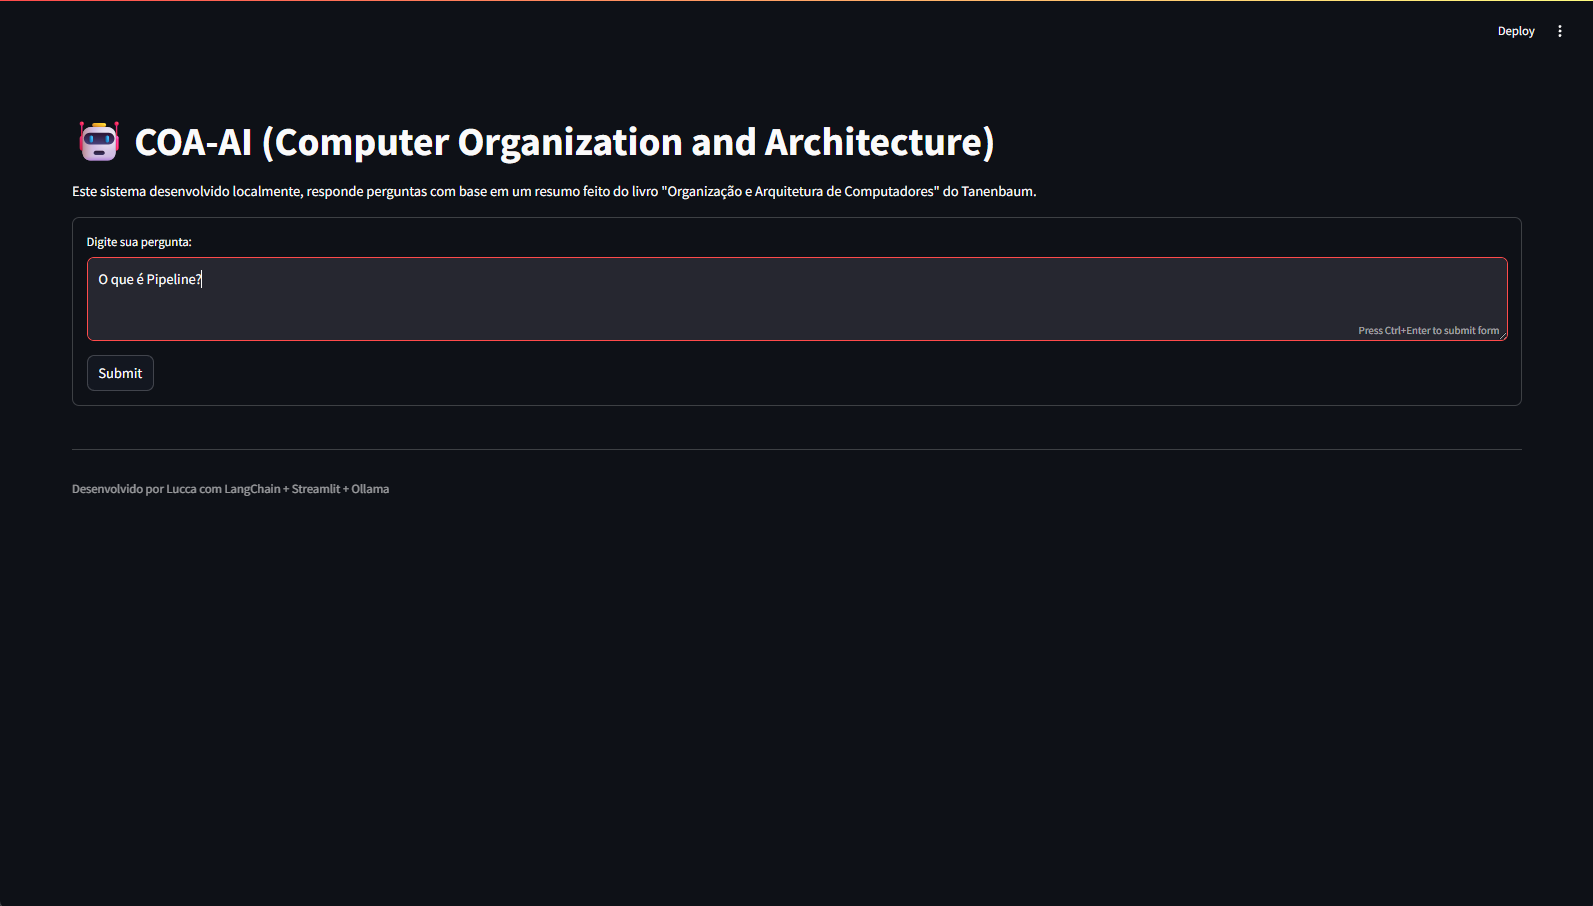 Deploy
COA-AI (Computer Organization and Architecture)
Este sistema desenvolvido localmente, responde perguntas com base em um resumo feito do livro "Organização e Arquitetura de Computadores" do Tanenbaum.
Digite sua pergunta:
O que é Pipeline?
Press Ctrl+Enter to submit form
Submit
Desenvolvido por Lucca com LangChain + Streamlit + Ollama